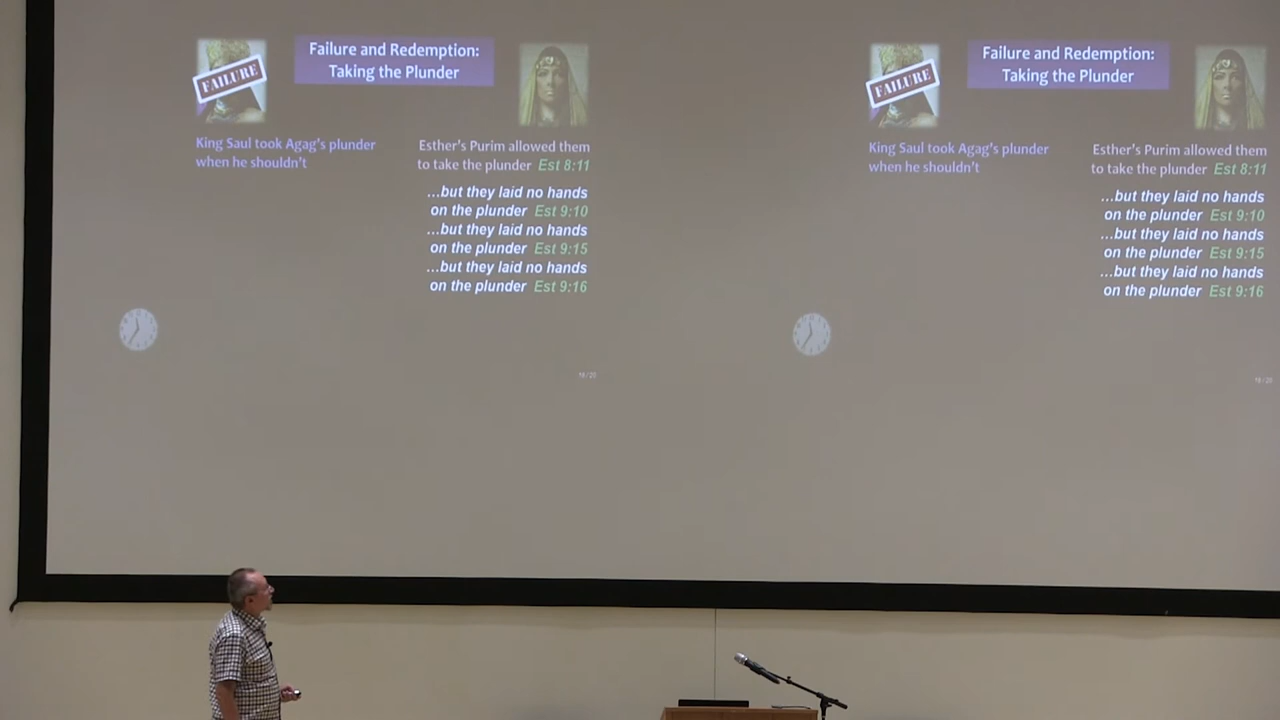 Failure and Redemption:
Taking the Plunder
FAILURE
King Saul took Agag's plunder
when he shouldn't
Esther's Purim allowed them
to take the plunder Est 8:11
...but they laid no hands
on the plunder Est 9:10
...but they laid no hands
on the plunder Est 9:15
...but they laid no hands
on the plunder Est 9:16
Failure and Redemption:
Taking the Plunder
FAILURE
King Saul took Agag's plunder
when he shouldn't
Esther's Purim allowed them
to take the plunder Est 8:11
...but they laid no hands
on the plunder Est 9:10
...but they laid no hands
on the plunder Est 9:15
...but they laid no hands
on the plunder Est 9:16